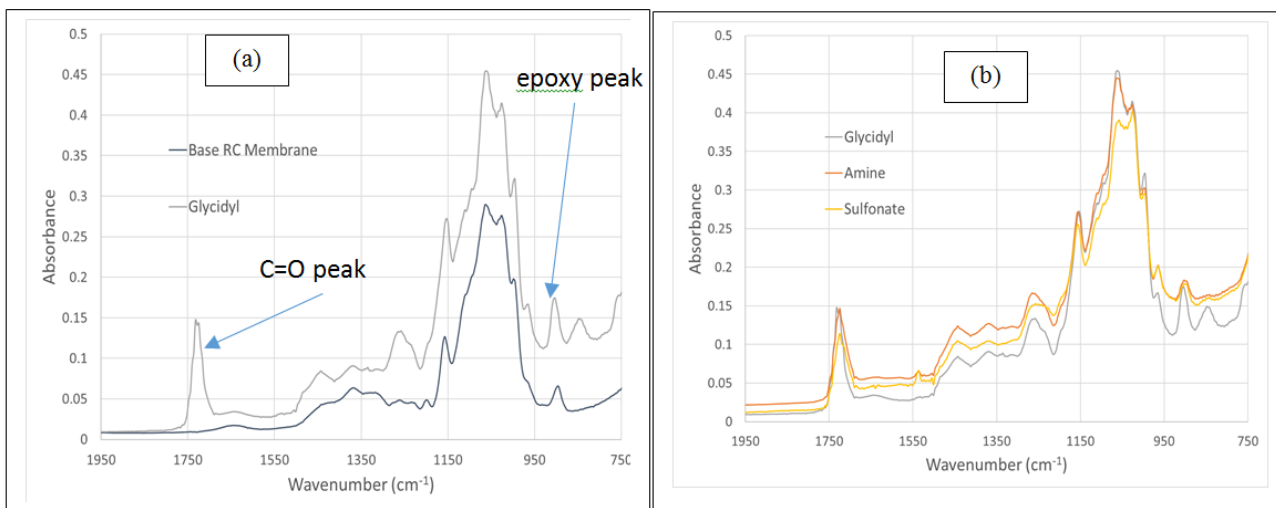 (a)
0.5
0.45
0.4
0.35
0.3
0.25
0.2
0.15
0.1
0.05
0
Absorbance
epoxy peak
Base RC Membrane
Glycidyl
C=O peak
1950
1750
1550
1350
1150
950
750
Wavenumber (cm-1)
(b)
0.5
0.45
0.4
0.35
0.3
0.25
0.2
0.15
0.1
0.05
0
Absorbance
Glycidyl
Amine
Sulfonate
1950
1750
1550
1350
1150
950
750
Wavenumber (cm-1)